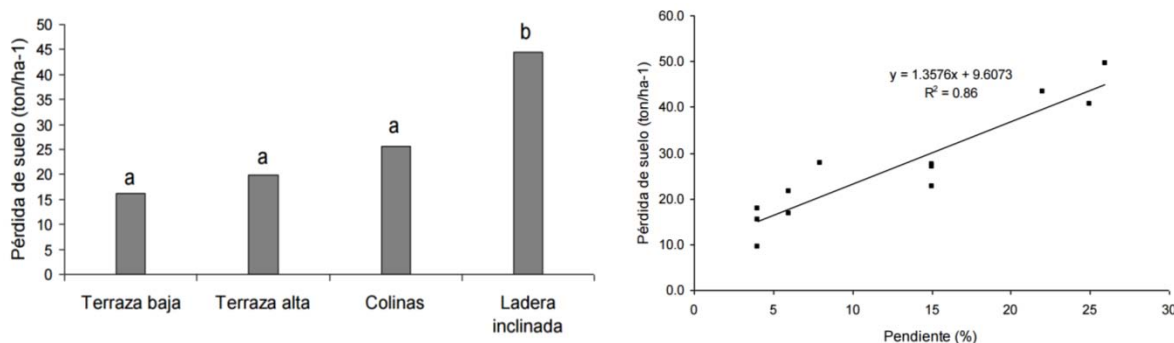 Pérdida de suelo (ton/ha-1)
50
45
40
35
30
25
20
15
10
5
0
a
a
a
b
Terraza baja
Terraza alta
Colinas
Ladera
inclinada
Pérdida de suelo (ton/ha-1)
60.0
50.0
40.0
30.0
20.0
10.0
0.0
y = 1.3576x + 9.6073
R² = 0.86
0 5 10 15 20 25 30
Pendiente (%)